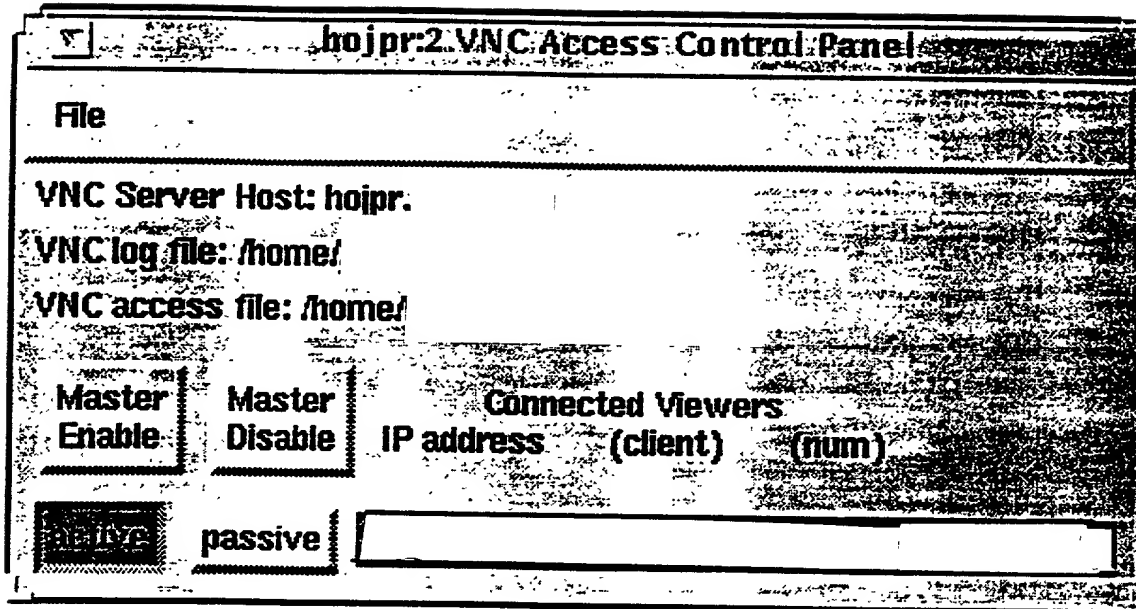 hojpr:2 VNC Access Control Panel
File
VNC Server Host: hojpr.
VNC log file: /home/
VNC access file: /home/
Master Enable
Master Disable
Connected Viewers
IP address (client) (num)
active passive